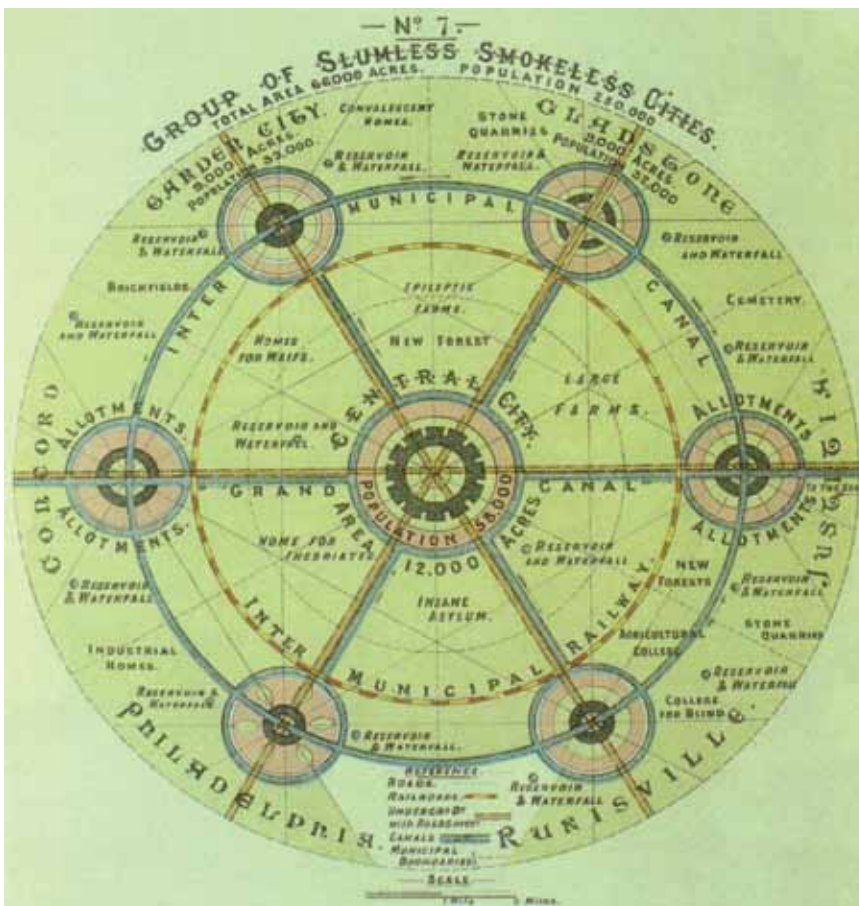 — Nº 7. —
GROUP OF SLUMLESS SMOKELESS CITIES.
TOTAL AREA 66000 ACRES. POPULATION 250.000
GARDEN CITY.
9,000 ACRES.
POPULATION 32,000
CONVALESCENT
HOMES.
STONE
QUARRIES
GLADSTONE
9,000 ACRES
POPULATION 32,000
RESERVOIR
& WATERFALL
RESERVOIR &
WATERFALL.
RESERVOIR
& WATERFALL
INTER MUNICIPAL CANAL
RESERVOIR
AND WATERFALL
BRICKFIELDS.
EPILEPTIC
FARMS.
CEMETERY.
RESERVOIR
AND WATERFALL
HOMES
FOR WAIFS.
NEW FOREST
RESERVOIR
& WATERFALL
LARGE
FARMS.
CONCORD
ALLOTMENTS
CENTRAL CITY.
ALLOTMENTS
JUSTITIA
RESERVOIR AND
WATERFALL
GRAND CANAL
POPULATION 58,000
AREA 12,000 ACRES
ALLOTMENTS.
ALLOTMENTS
HOME FOR
INEBRIATES
RESERVOIR
AND WATERFALL
NEW
FORESTS
RESERVOIR
& WATERFALL
INSANE
ASYLUM.
RESERVOIR
& WATERFALL
STONE
QUARRIES
INTER MUNICIPAL RAILWAY.
AGRICULTURAL
COLLEGE
INDUSTRIAL
HOMES.
RESERVOIR
& WATERFALL
RESERVOIR &
WATERFALL
COLLEGE
FOR BLIND
RESERVOIR
& WATERFALL.
PHILADELPHIA.
RURISVILLE
REFERENCE.
ROADS.
RAILROADS.
CANALS
MUNICIPAL
BOUNDARIES
RESERVOIR
& WATERFALL
SCALE
1 MILE